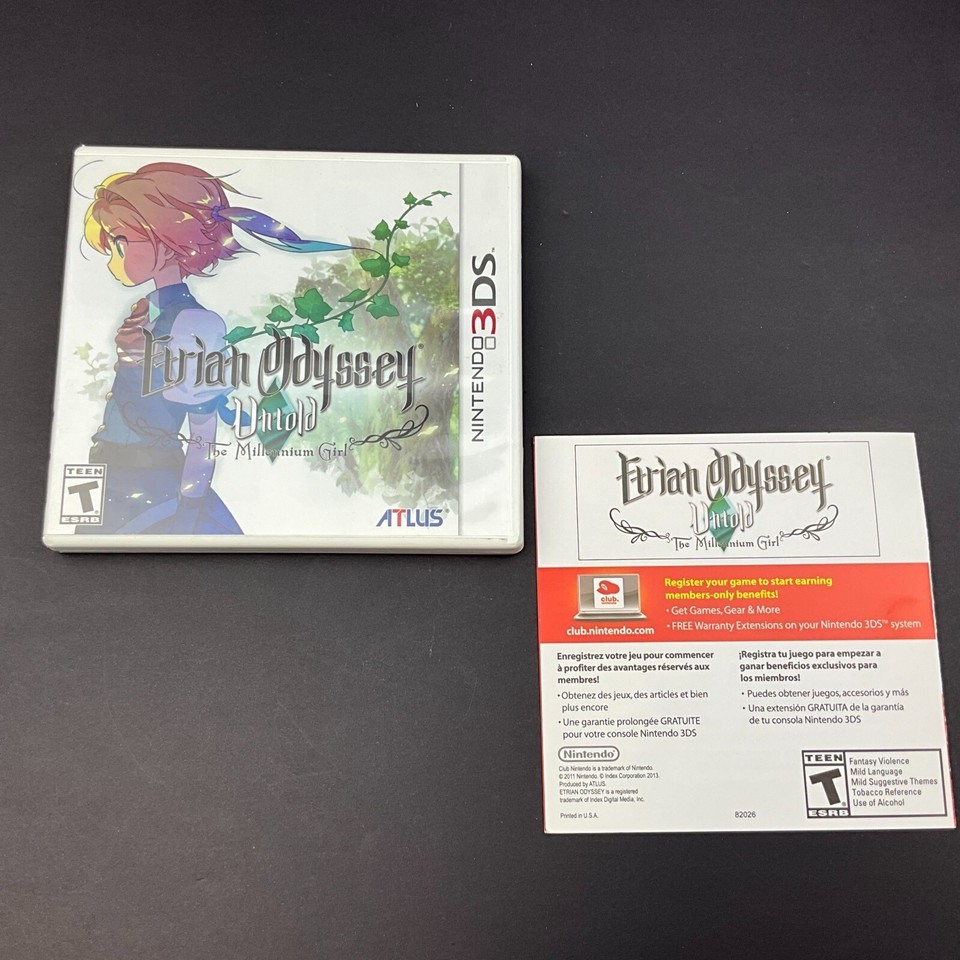 Etrian Odyssey®
Untold
The Millennium Girl
TEEN
T
ESRB
ATLUS®
NINTENDO 3DS™
Etrian Odyssey®
Untold
The Millennium Girl
club.
club.nintendo.com
Register your game to start earning
members-only benefits!
• Get Games, Gear & More
• FREE Warranty Extensions on your Nintendo 3DS™ system
Enregistrez votre jeu pour commencer
à profiter des avantages réservés aux
membres!
• Obtenez des jeux, des articles et bien
plus encore
• Une garantie prolongée GRATUITE
pour votre console Nintendo 3DS
¡Registra tu juego para empezar a
ganar beneficios exclusivos para
los miembros!
• Puedes obtener juegos, accesorios y más
• Una extensión GRATUITA de la garantía
de tu consola Nintendo 3DS
Nintendo®
Club Nintendo is a trademark of Nintendo.
© 2011 Nintendo. © Index Corporation 2013.
Produced by ATLUS.
ETRIAN ODYSSEY is a registered
trademark of Index Digital Media, Inc.
Printed in U.S.A.
82026
TEEN
T®
ESRB
Fantasy Violence
Mild Language
Mild Suggestive Themes
Tobacco Reference
Use of Alcohol